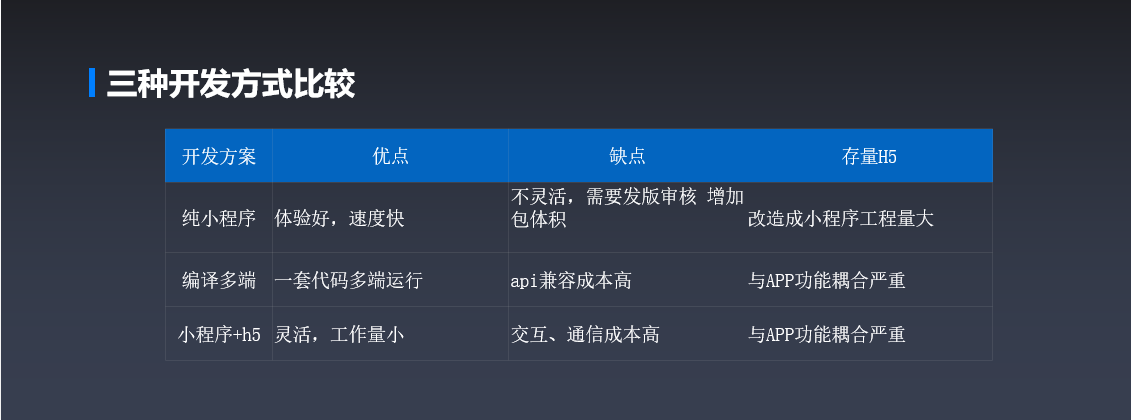 三种开发方式比较
开发方案 优点 缺点 存量H5
纯小程序 体验好，速度快 不灵活，需要发版审核 增加
包体积 改造成小程序工程量大
编译多端 一套代码多端运行 api兼容成本高 与APP功能耦合严重
小程序+h5 灵活，工作量小 交互、通信成本高 与APP功能耦合严重